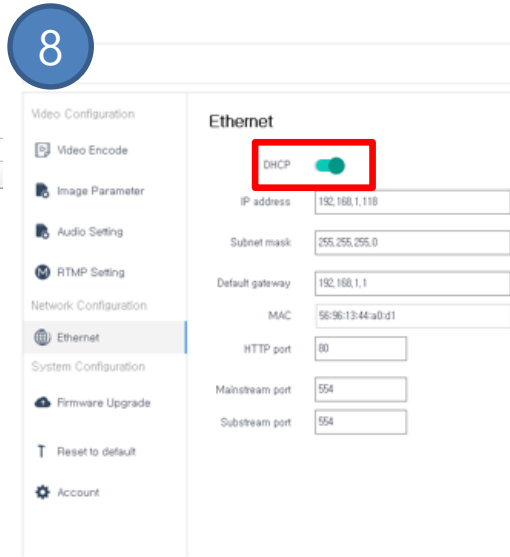 8
Video Configuration
Video Encode
Image Parameter
Audio Setting
RTMP Setting
Network Configuration
Ethernet
System Configuration
Firmware Upgrade
Reset to default
Account
Ethernet
DHCP
IP address 192,168,1,118
Subnet mask 255,255,255,0
Default gateway 192,168,1,1
MAC 56:96:13:44:a0:d1
HTTP port 80
Mainstream port 554
Substream port 554